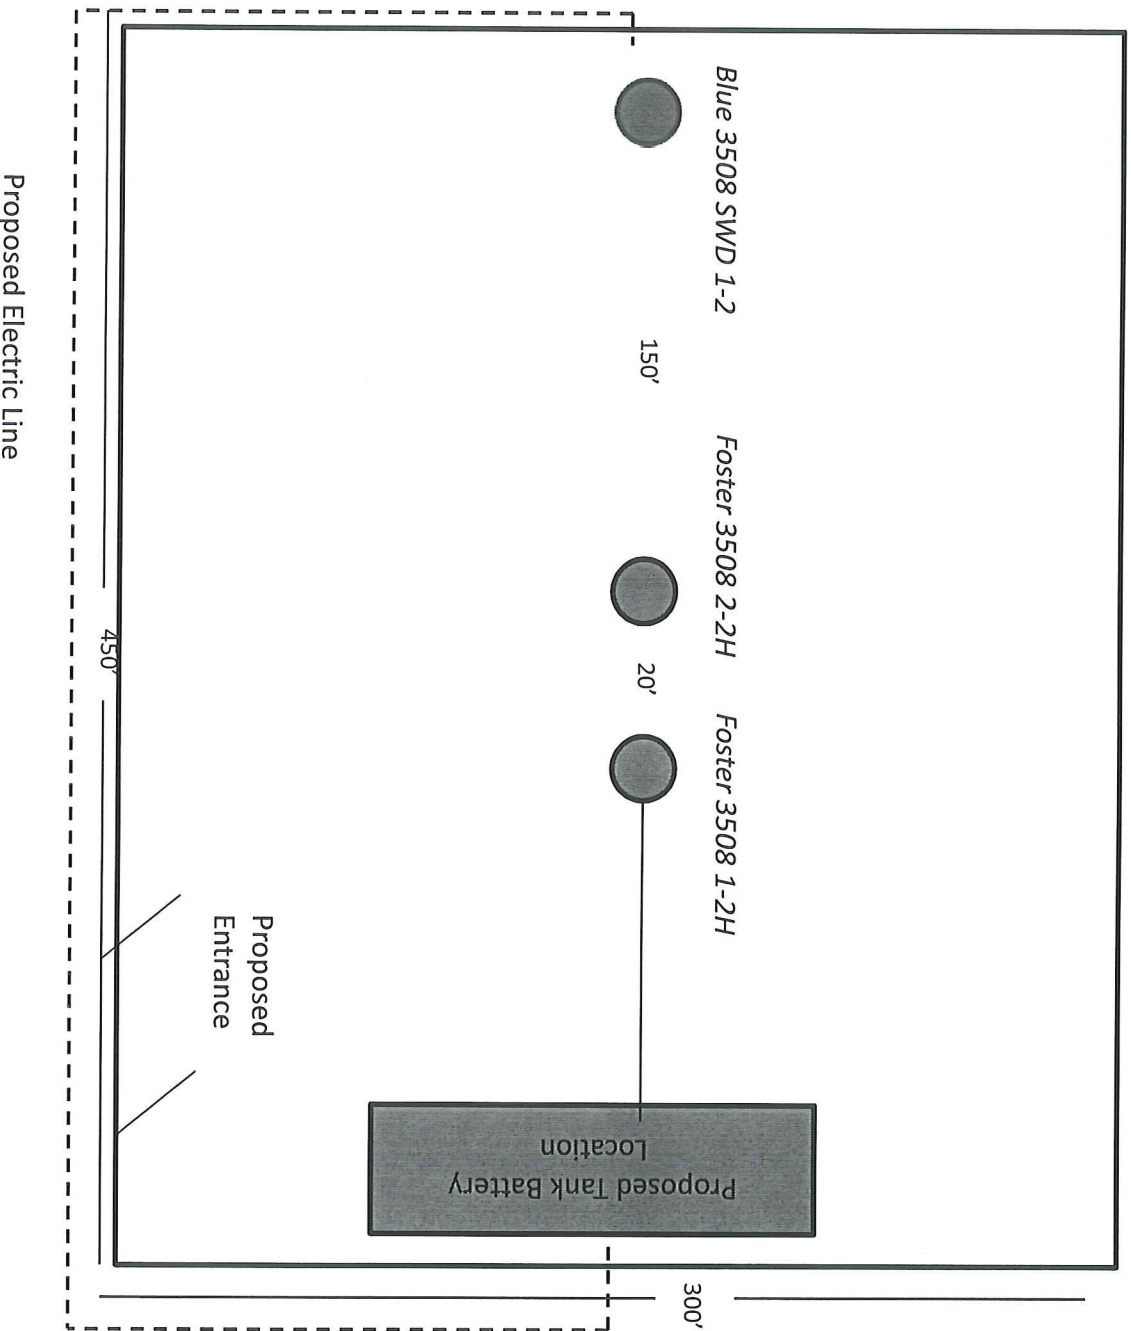 Blue 3508 SWD 1-2
Foster 3508 2-2H
Foster 3508 1-2H
150’
20’
300’
Proposed Tank Battery
Location
Proposed
Entrance
450’
Proposed Electric Line